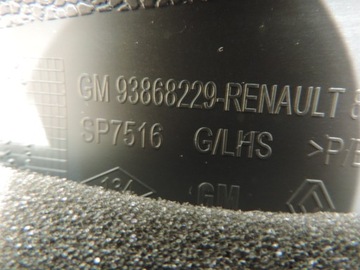 GM 93868229-RENAULT
SP7516 G/LHS >P/E
GM